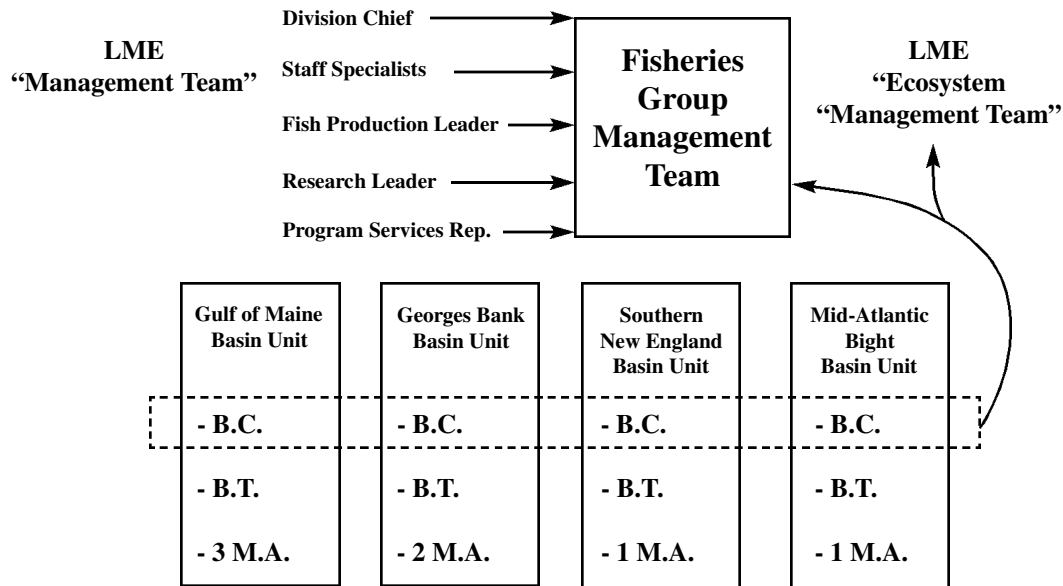 LME
“Management Team”
Division Chief
Staff Specialists
Fish Production Leader
Research Leader
Program Services Rep.
Fisheries
Group
Management
Team
LME
“Ecosystem
“Management Team”
Gulf of Maine
Basin Unit
- B.C.
- B.T.
- 3 M.A.
Georges Bank
Basin Unit
- B.C.
- B.T.
- 2 M.A.
Southern
New England
Basin Unit
- B.C.
- B.T.
- 1 M.A.
Mid-Atlantic
Bight
Basin Unit
- B.C.
- B.T.
- 1 M.A.